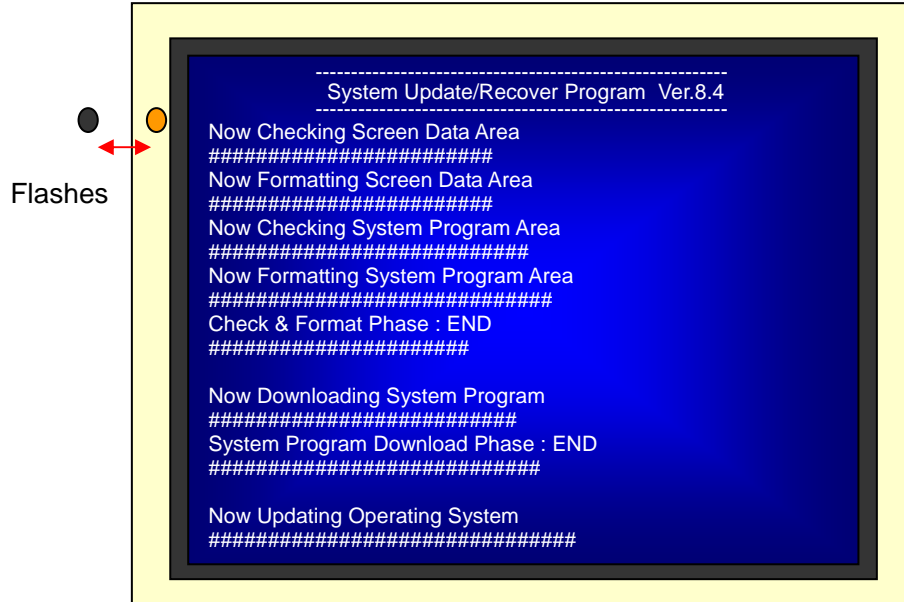 ------------------------------------------------------
System Update/Recover Program Ver.8.4
------------------------------------------------------
Now Checking Screen Data Area
########################
Now Formatting Screen Data Area
########################
Now Checking System Program Area
###########################
Now Formatting System Program Area
#############################
Check & Format Phase : END
######################
Now Downloading System Program
##########################
System Program Download Phase : END
############################
Now Updating Operating System
###############################
Flashes